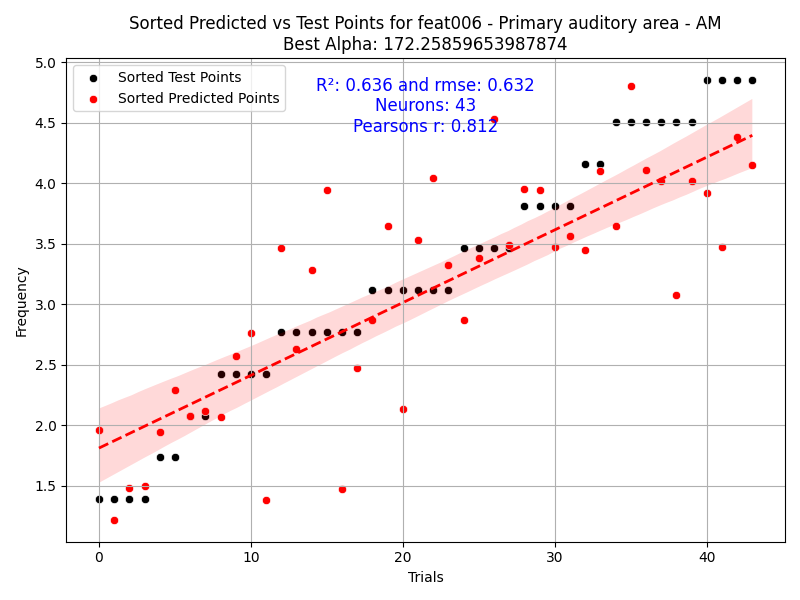 Sorted Predicted vs Test Points for feat006 - Primary auditory area - AM
Best Alpha: 172.25859653987874
Sorted Test Points
Sorted Predicted Points
R²: 0.636 and rmse: 0.632
Neurons: 43
Pearsons r: 0.812
5.0
4.5
4.0
3.5
3.0
2.5
2.0
1.5
Frequency
0
10
20
30
40
Trials